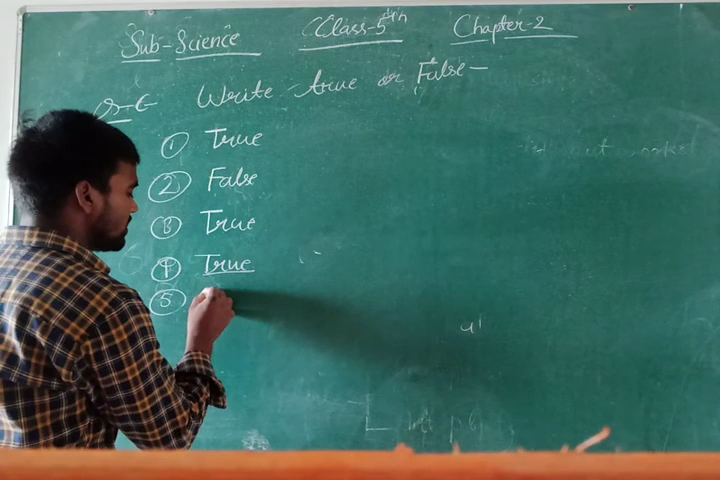 Sub-Science Class-5th Chapter-2
Write true or False-
① True
② False
③ True
④ True
⑤